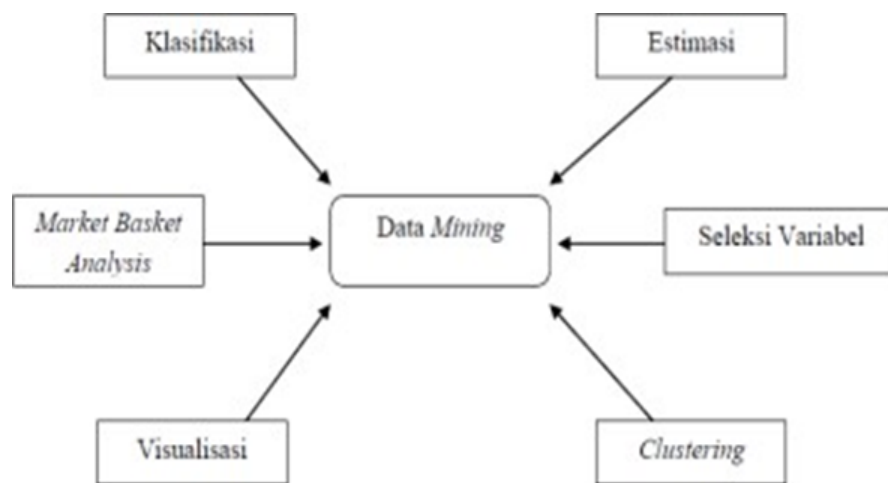 Klasifikasi
Estimasi
Market Basket
Analysis
Data Mining
Seleksi Variabel
Visualisasi
Clustering